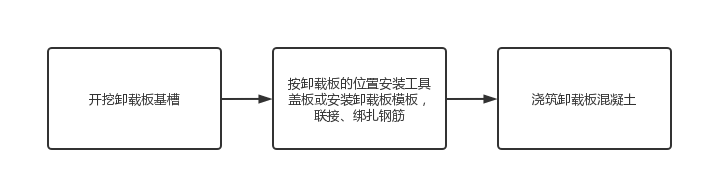 开挖卸载板基槽
按卸载板的位置安装工具
盖板或安装卸载板模板，
联接、绑扎钢筋
浇筑卸载板混凝土